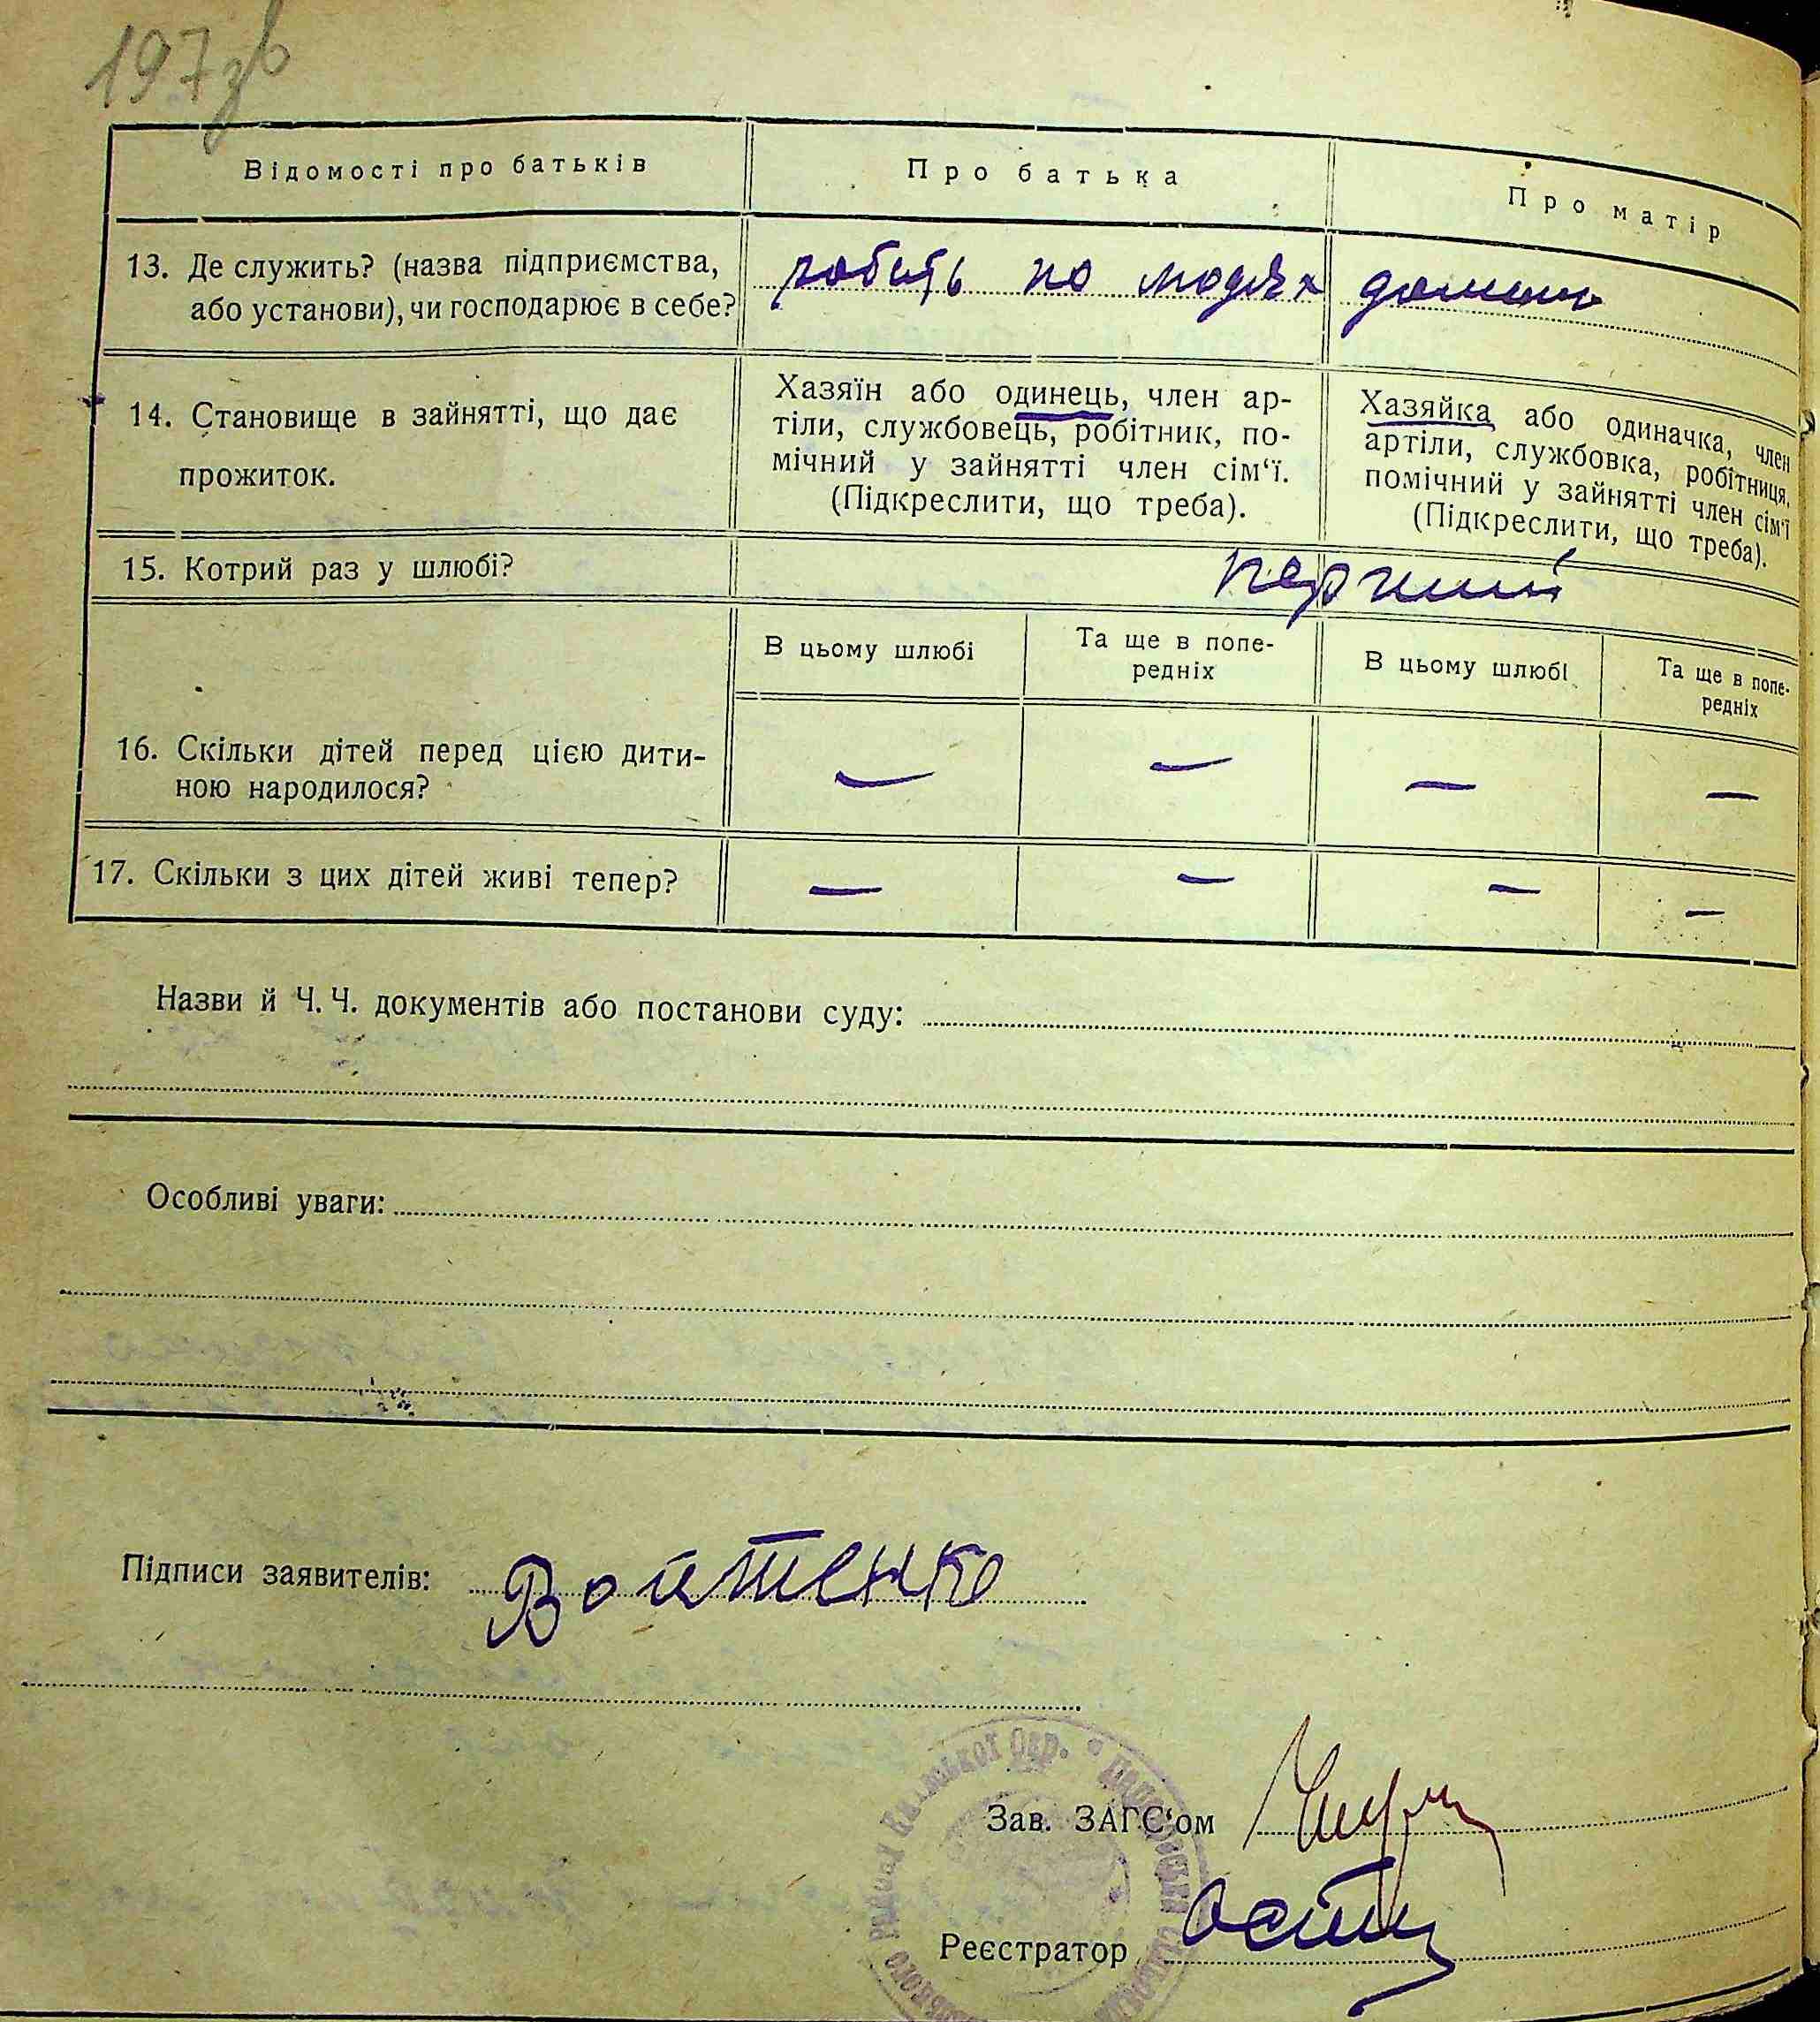 197зв
Відомості про батьків
Про батька
Про матір
13. Де служить? (назва підприємства,
або установи), чи господарює в себе?
робить по людях
домаш
14. Становище в зайнятті, що дає
прожиток.
Хазяїн або одинець, член ар-
тіли, службовець, робітник, по-
мічний у зайнятті член сім‘ї.
(Підкреслити, що треба).
Хазяйка або одиначка, член
артіли, службовка, робітниця,
помічний у зайнятті член сім‘ї
(Підкреслити, що треба).
15. Котрий раз у шлюбі?
перший
В цьому шлюбі
Та ще в попе-
редніх
В цьому шлюбі
Та ще в попе-
редніх
16. Скільки дітей перед цією дити-
ною народилося?
— — — —
17. Скільки з цих дітей живі тепер?
— — — —
Назви й Ч. Ч. документів або постанови суду:
Особливі уваги:
Підписи заявителів: Войтенко
Зав. ЗАГС‘ом
Реєстратор